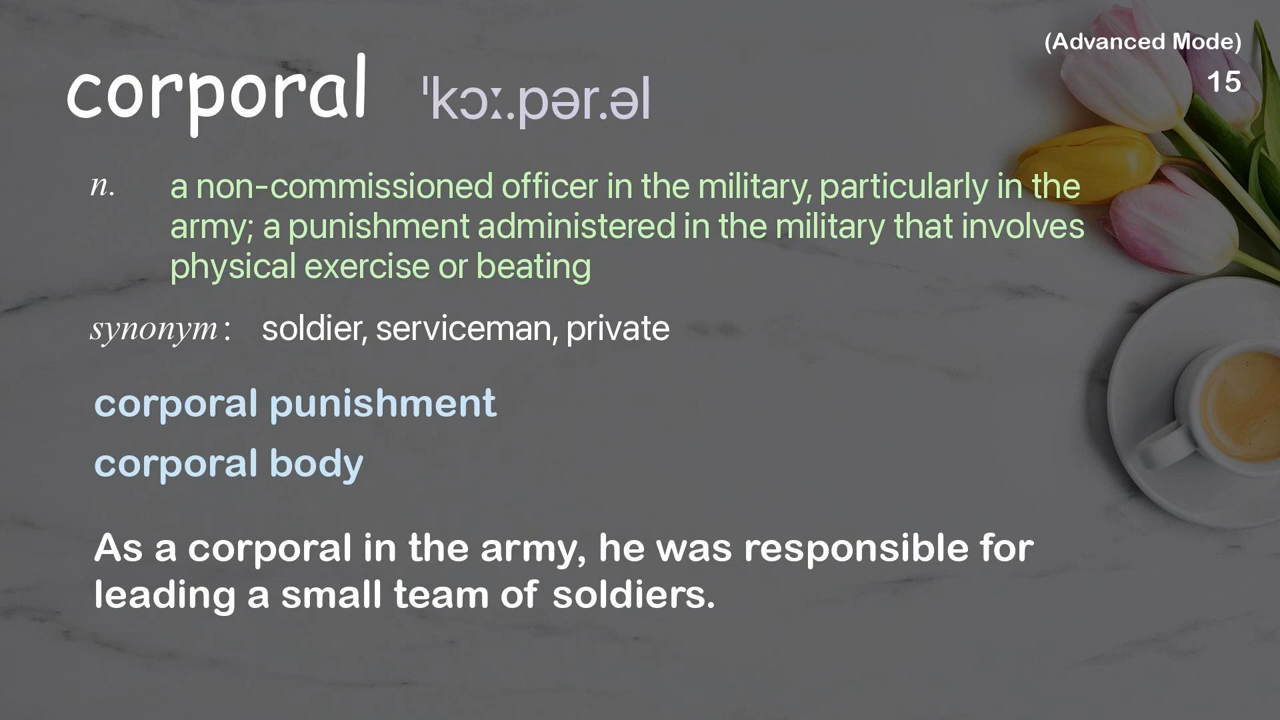 (Advanced Mode)
15
corporal ˈkɔː.pər.əl
n. a non-commissioned officer in the military, particularly in the
army; a punishment administered in the military that involves
physical exercise or beating
synonym: soldier, serviceman, private
corporal punishment
corporal body
As a corporal in the army, he was responsible for
leading a small team of soldiers.